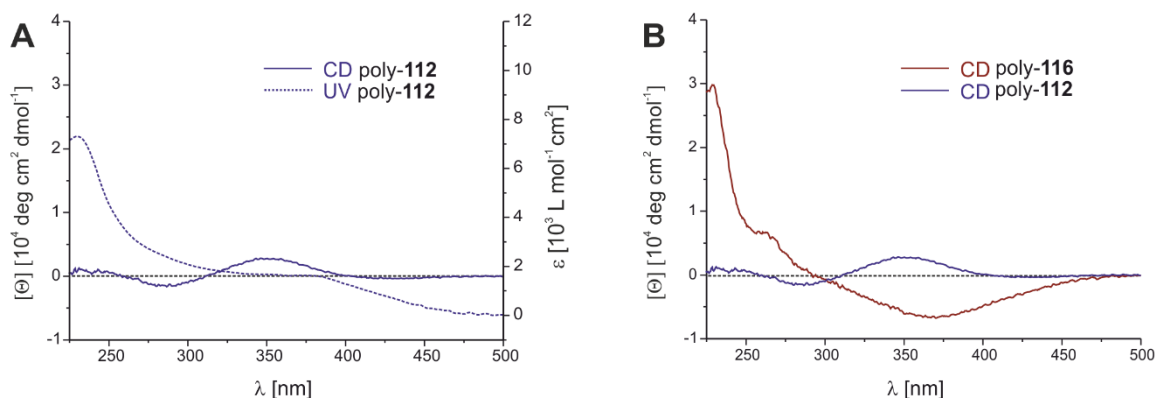 A
CD poly-112
UV poly-112
[Θ] [10⁴ deg cm² dmol⁻¹]
4
3
2
1
0
-1
12
10
8
6
4
2
0
ε [10³ L mol⁻¹ cm²]
250 300 350 400 450 500
λ [nm]
B
CD poly-116
CD poly-112
[Θ] [10⁴ deg cm² dmol⁻¹]
4
3
2
1
0
-1
250 300 350 400 450 500
λ [nm]